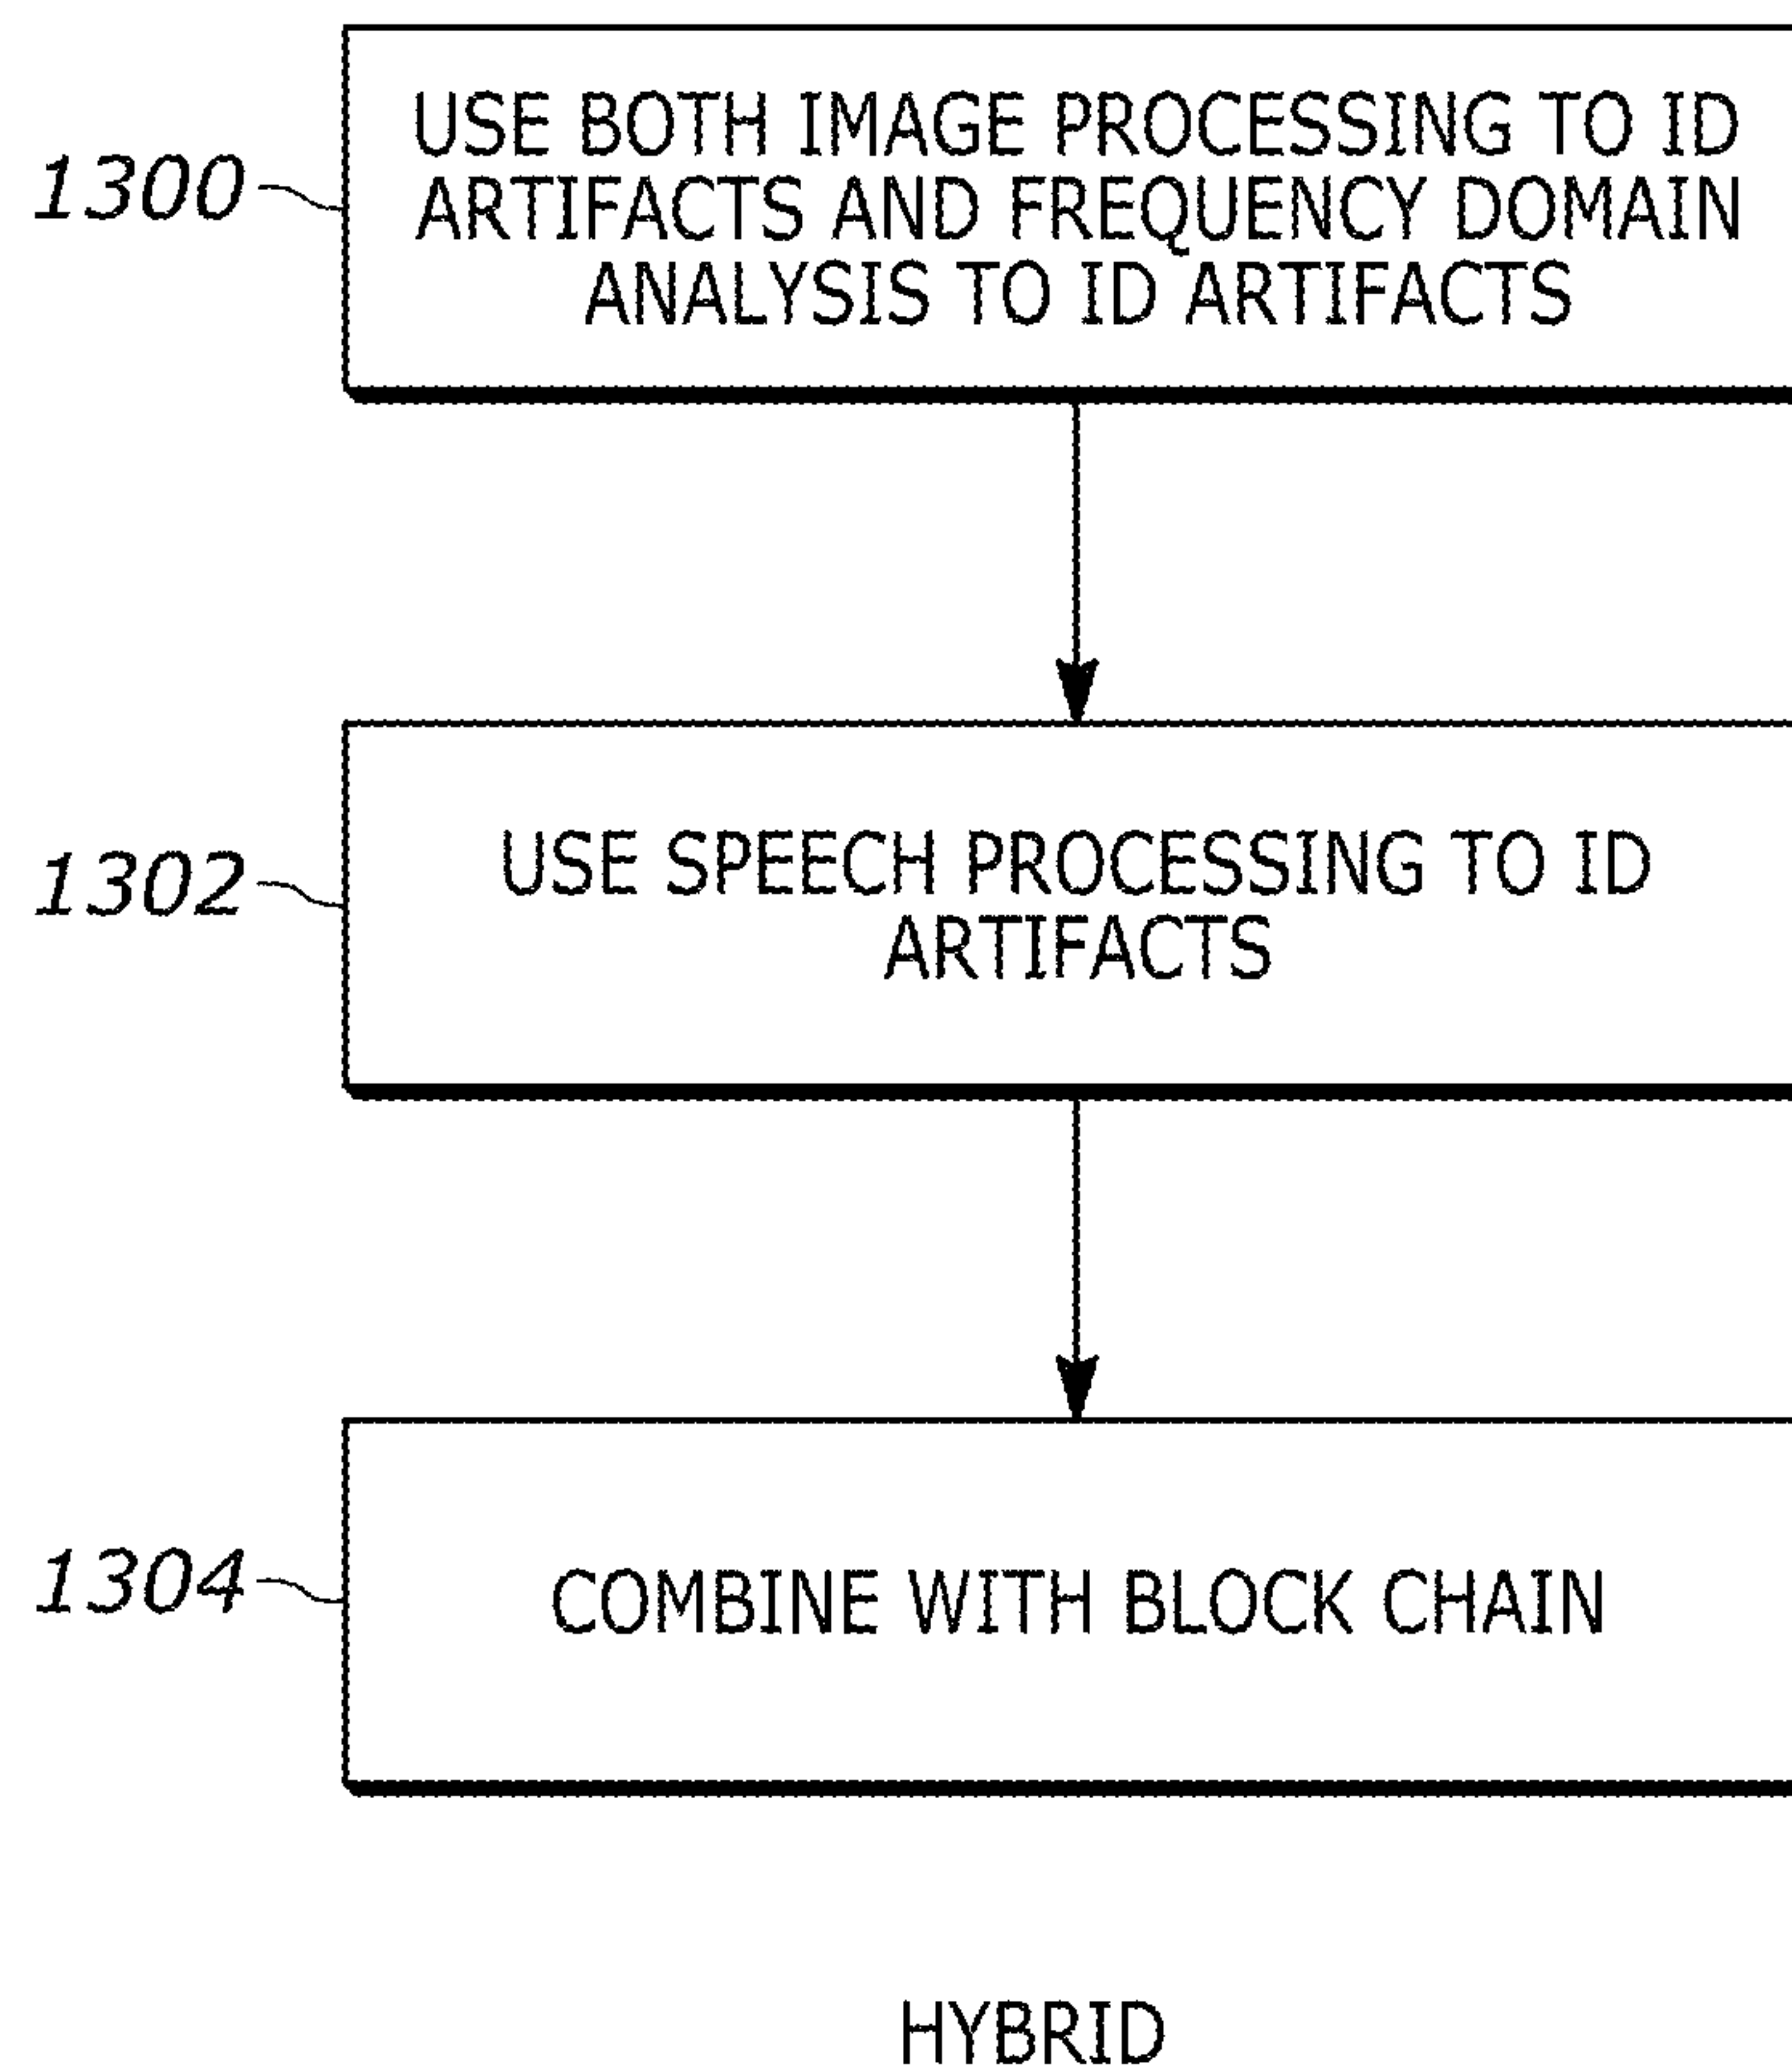 1300
USE BOTH IMAGE PROCESSING TO ID
ARTIFACTS AND FREQUENCY DOMAIN
ANALYSIS TO ID ARTIFACTS
1302
USE SPEECH PROCESSING TO ID
ARTIFACTS
1304
COMBINE WITH BLOCK CHAIN
HYBRID